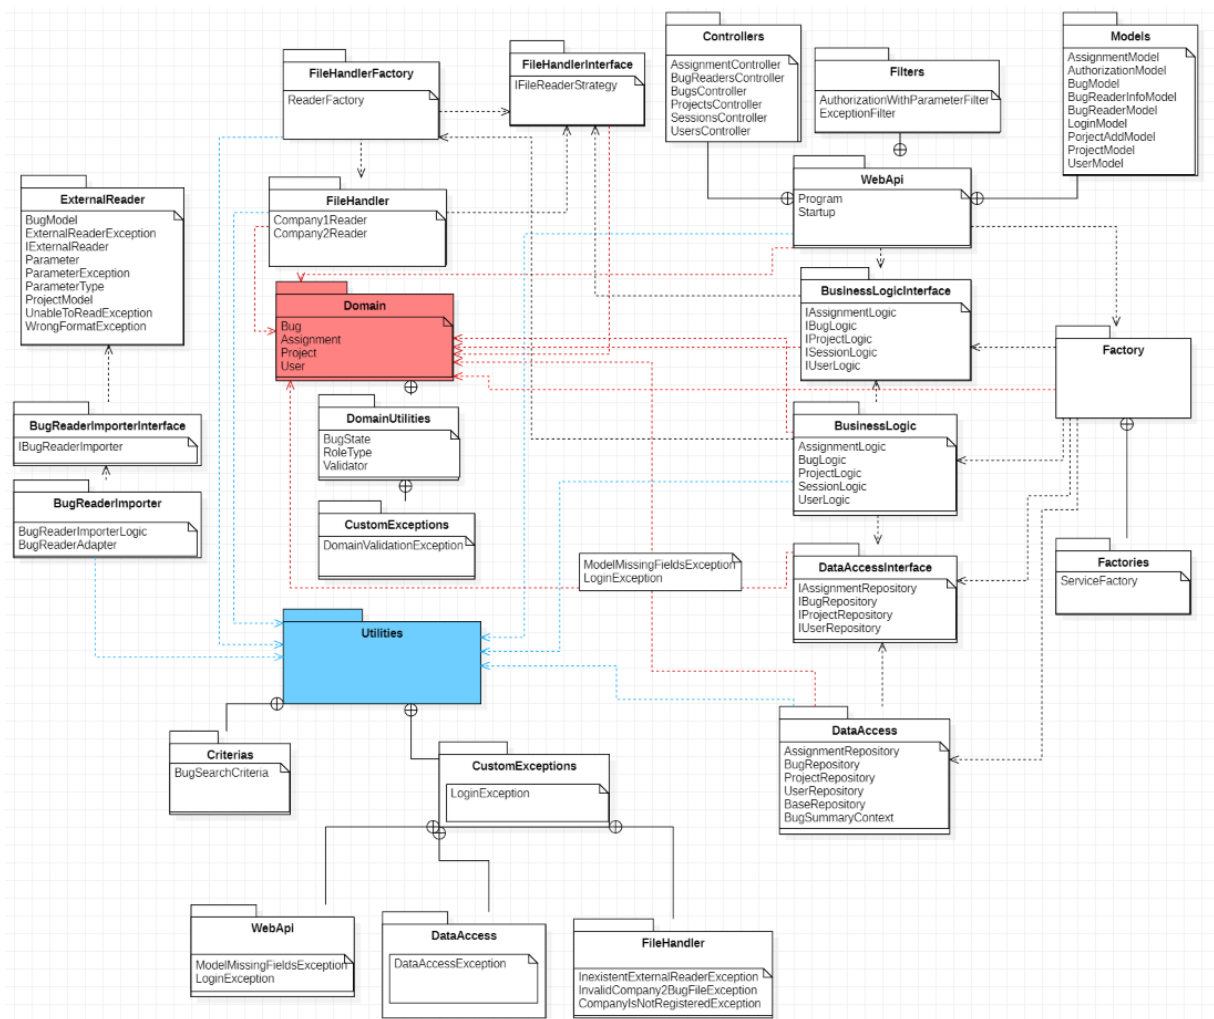 Controllers
AssignmentController
BugReadersController
BugsController
ProjectsController
SessionsController
UsersController
Models
AssignmentModel
AuthorizationModel
BugModel
BugReaderInfoModel
BugReaderModel
LoginModel
PorjectAddModel
ProjectModel
UserModel
FileHandlerFactory
ReaderFactory
FileHandlerInterface
IFileReaderStrategy
Filters
AuthorizationWithParameterFilter
ExceptionFilter
ExternalReader
BugModel
ExternalReaderException
IExternalReader
Parameter
ParameterException
ParameterType
ProjectModel
UnableToReadException
WrongFormatException
FileHandler
Company1Reader
Company2Reader
WebApi
Program
Startup
Domain
Bug
Assignment
Project
User
BusinessLogicInterface
IAssignmentLogic
IBugLogic
IProjectLogic
ISessionLogic
IUserLogic
Factory
BugReaderImporterInterface
IBugReaderImporter
DomainUtilities
BugState
RoleType
Validator
BusinessLogic
AssignmentLogic
BugLogic
ProjectLogic
SessionLogic
UserLogic
BugReaderImporter
BugReaderImporterLogic
BugReaderAdapter
CustomExceptions
DomainValidationException
ModelMissingFieldsException
LoginException
DataAccessInterface
IAssignmentRepository
IBugRepository
IProjectRepository
IUserRepository
Factories
ServiceFactory
Utilities
Criterias
BugSearchCriteria
CustomExceptions
LoginException
DataAccess
AssignmentRepository
BugRepository
ProjectRepository
UserRepository
BaseRepository
BugSummaryContext
WebApi
ModelMissingFieldsException
LoginException
DataAccess
DataAccessException
FileHandler
InexistentExternalReaderException
InvalidCompany2BugFileException
CompanyIsNotRegisteredException